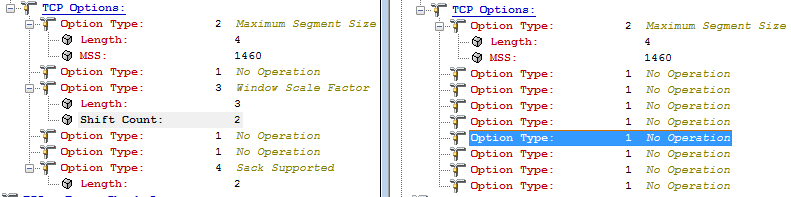 TCP Options:
Option Type: 2 Maximum Segment Size
Length: 4
MSS: 1460
Option Type: 1 No Operation
Option Type: 3 Window Scale Factor
Length: 3
Shift Count: 2
Option Type: 1 No Operation
Option Type: 1 No Operation
Option Type: 4 Sack Supported
Length: 2
TCP Options:
Option Type: 2 Maximum Segment Size
Length: 4
MSS: 1460
Option Type: 1 No Operation
Option Type: 1 No Operation
Option Type: 1 No Operation
Option Type: 1 No Operation
Option Type: 1 No Operation
Option Type: 1 No Operation
Option Type: 1 No Operation
Option Type: 1 No Operation